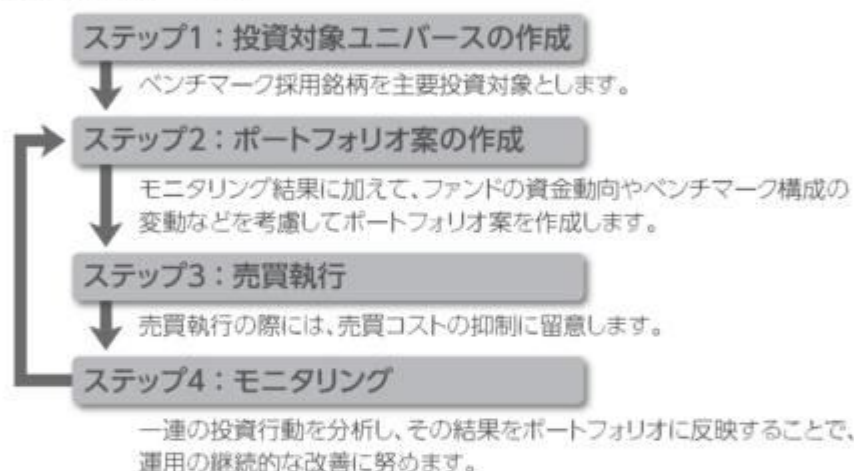 ステップ1：投資対象ユニバースの作成
ベンチマーク採用銘柄を主要投資対象とします。
ステップ2：ポートフォリオ案の作成
モニタリング結果に加えて、ファンドの資金動向やベンチマーク構成の
変動などを考慮してポートフォリオ案を作成します。
ステップ3：売買執行
売買執行の際には、売買コストの抑制に留意します。
ステップ4：モニタリング
一連の投資行動を分析し、その結果をポートフォリオに反映することで、
運用の継続的な改善に努めます。